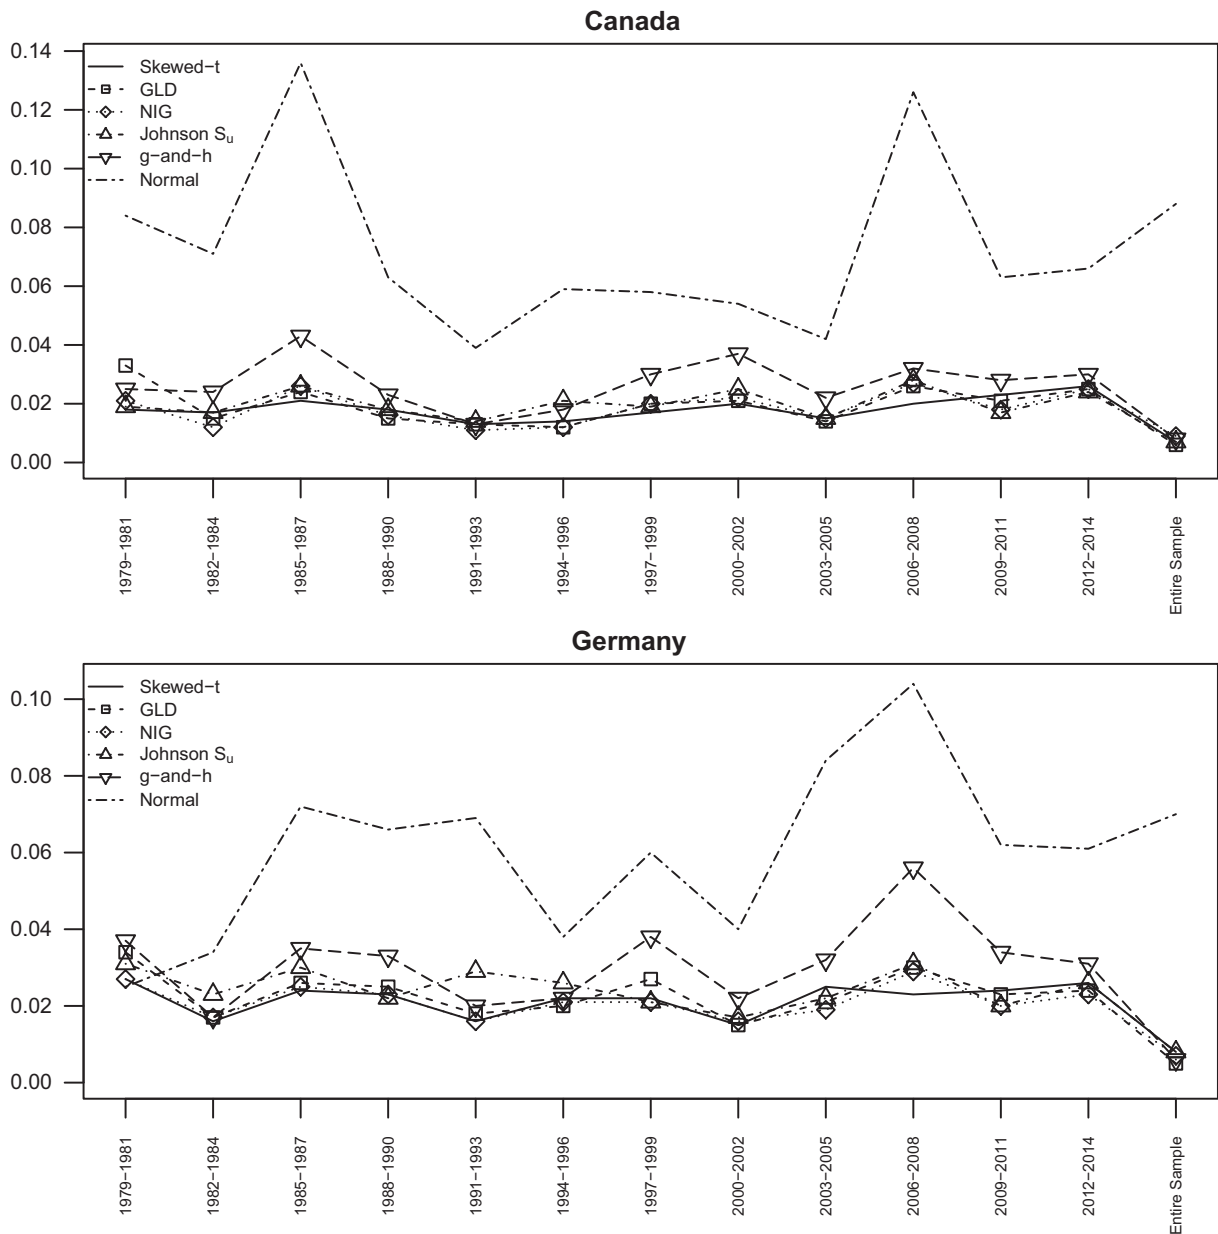 Canada
0.14
0.12
0.10
0.08
0.06
0.04
0.02
0.00
Skewed−t
GLD
NIG
Johnson Su
g−and−h
Normal
1979−1981
1982−1984
1985−1987
1988−1990
1991−1993
1994−1996
1997−1999
2000−2002
2003−2005
2006−2008
2009−2011
2012−2014
Entire Sample
Germany
0.10
0.08
0.06
0.04
0.02
0.00
Skewed−t
GLD
NIG
Johnson Su
g−and−h
Normal
1979−1981
1982−1984
1985−1987
1988−1990
1991−1993
1994−1996
1997−1999
2000−2002
2003−2005
2006−2008
2009−2011
2012−2014
Entire Sample